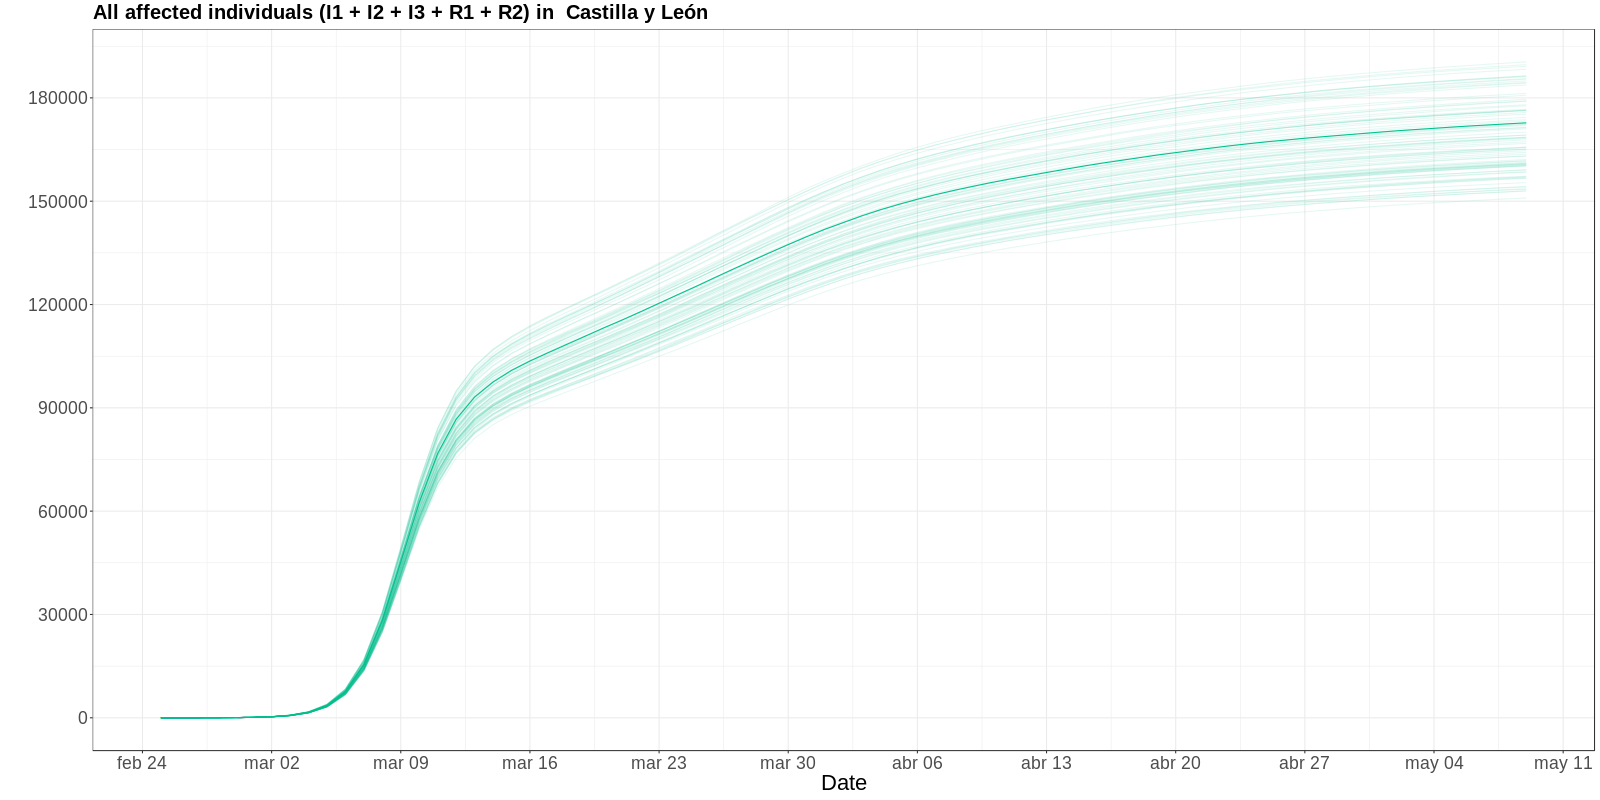 All affected individuals (I1 + I2 + I3 + R1 + R2) in  Castilla y León
180000
150000
120000
90000
60000
30000
0
feb 24 mar 02 mar 09 mar 16 mar 23 mar 30 abr 06 abr 13 abr 20 abr 27 may 04 may 11
Date